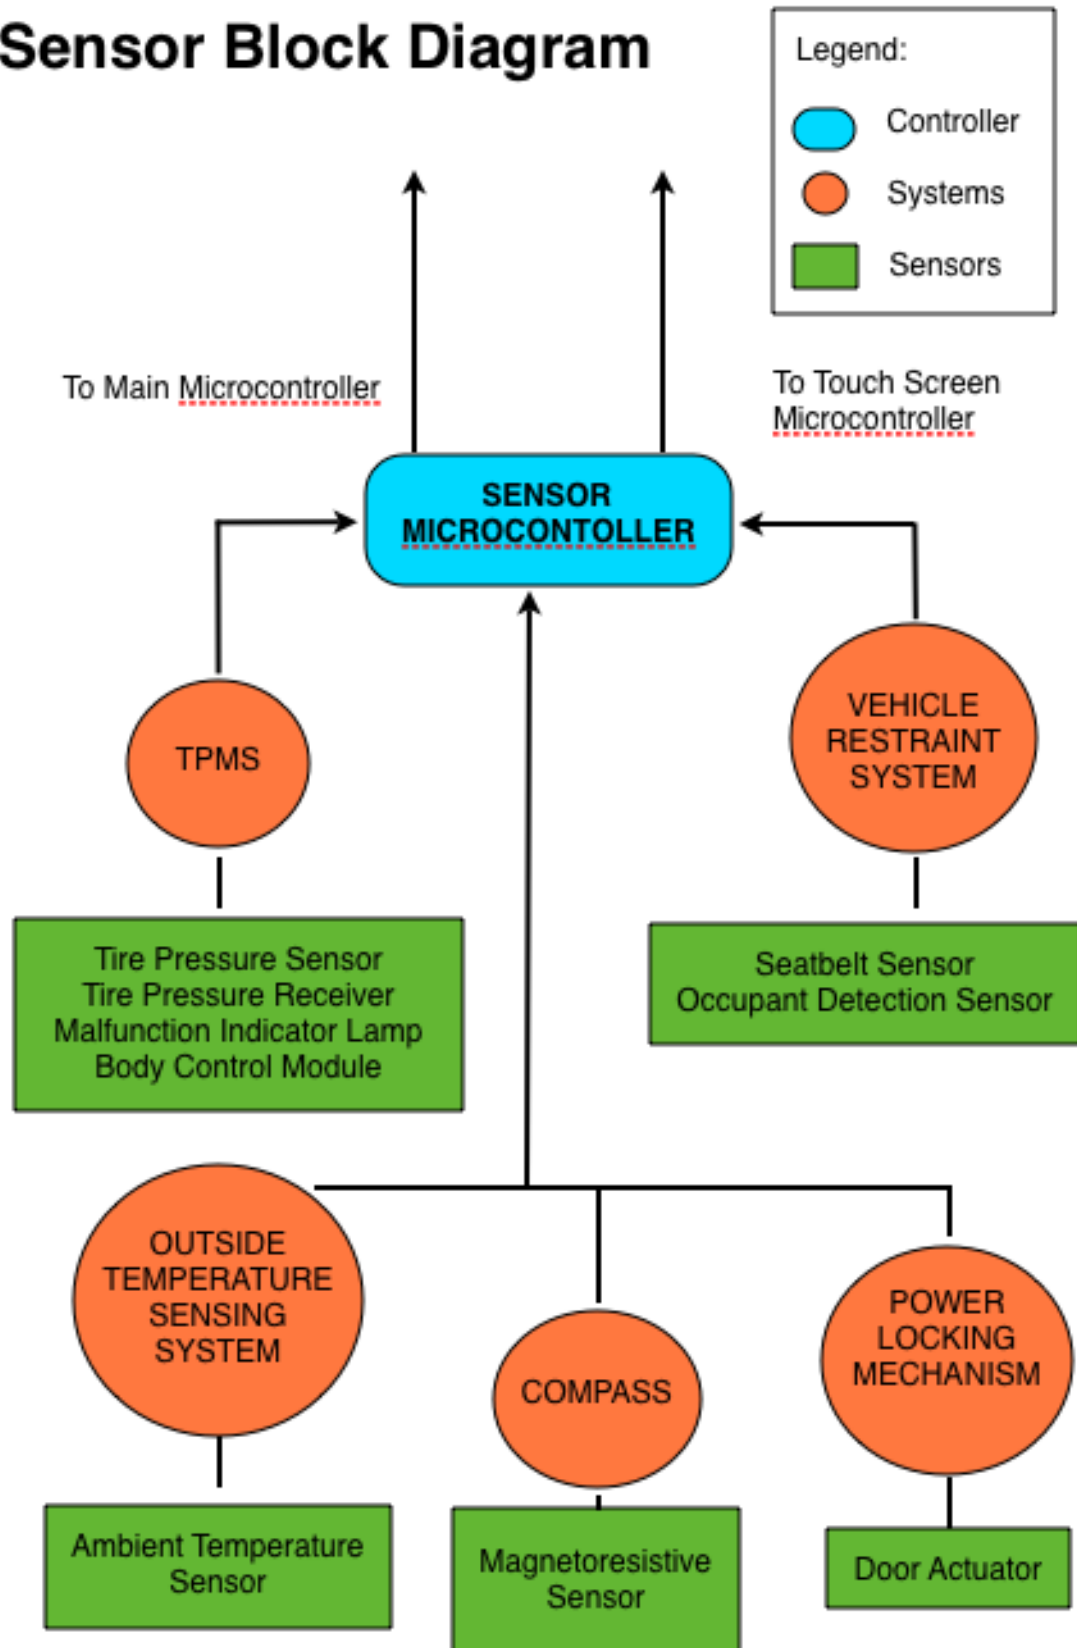 Sensor Block Diagram
Legend:
Controller
Systems
Sensors
To Main Microcontroller
To Touch Screen
Microcontroller
SENSOR
MICROCONTOLLER
TPMS
VEHICLE
RESTRAINT
SYSTEM
Tire Pressure Sensor
Tire Pressure Receiver
Malfunction Indicator Lamp
Body Control Module
Seatbelt Sensor
Occupant Detection Sensor
OUTSIDE
TEMPERATURE
SENSING
SYSTEM
COMPASS
POWER
LOCKING
MECHANISM
Ambient Temperature
Sensor
Magnetoresistive
Sensor
Door Actuator